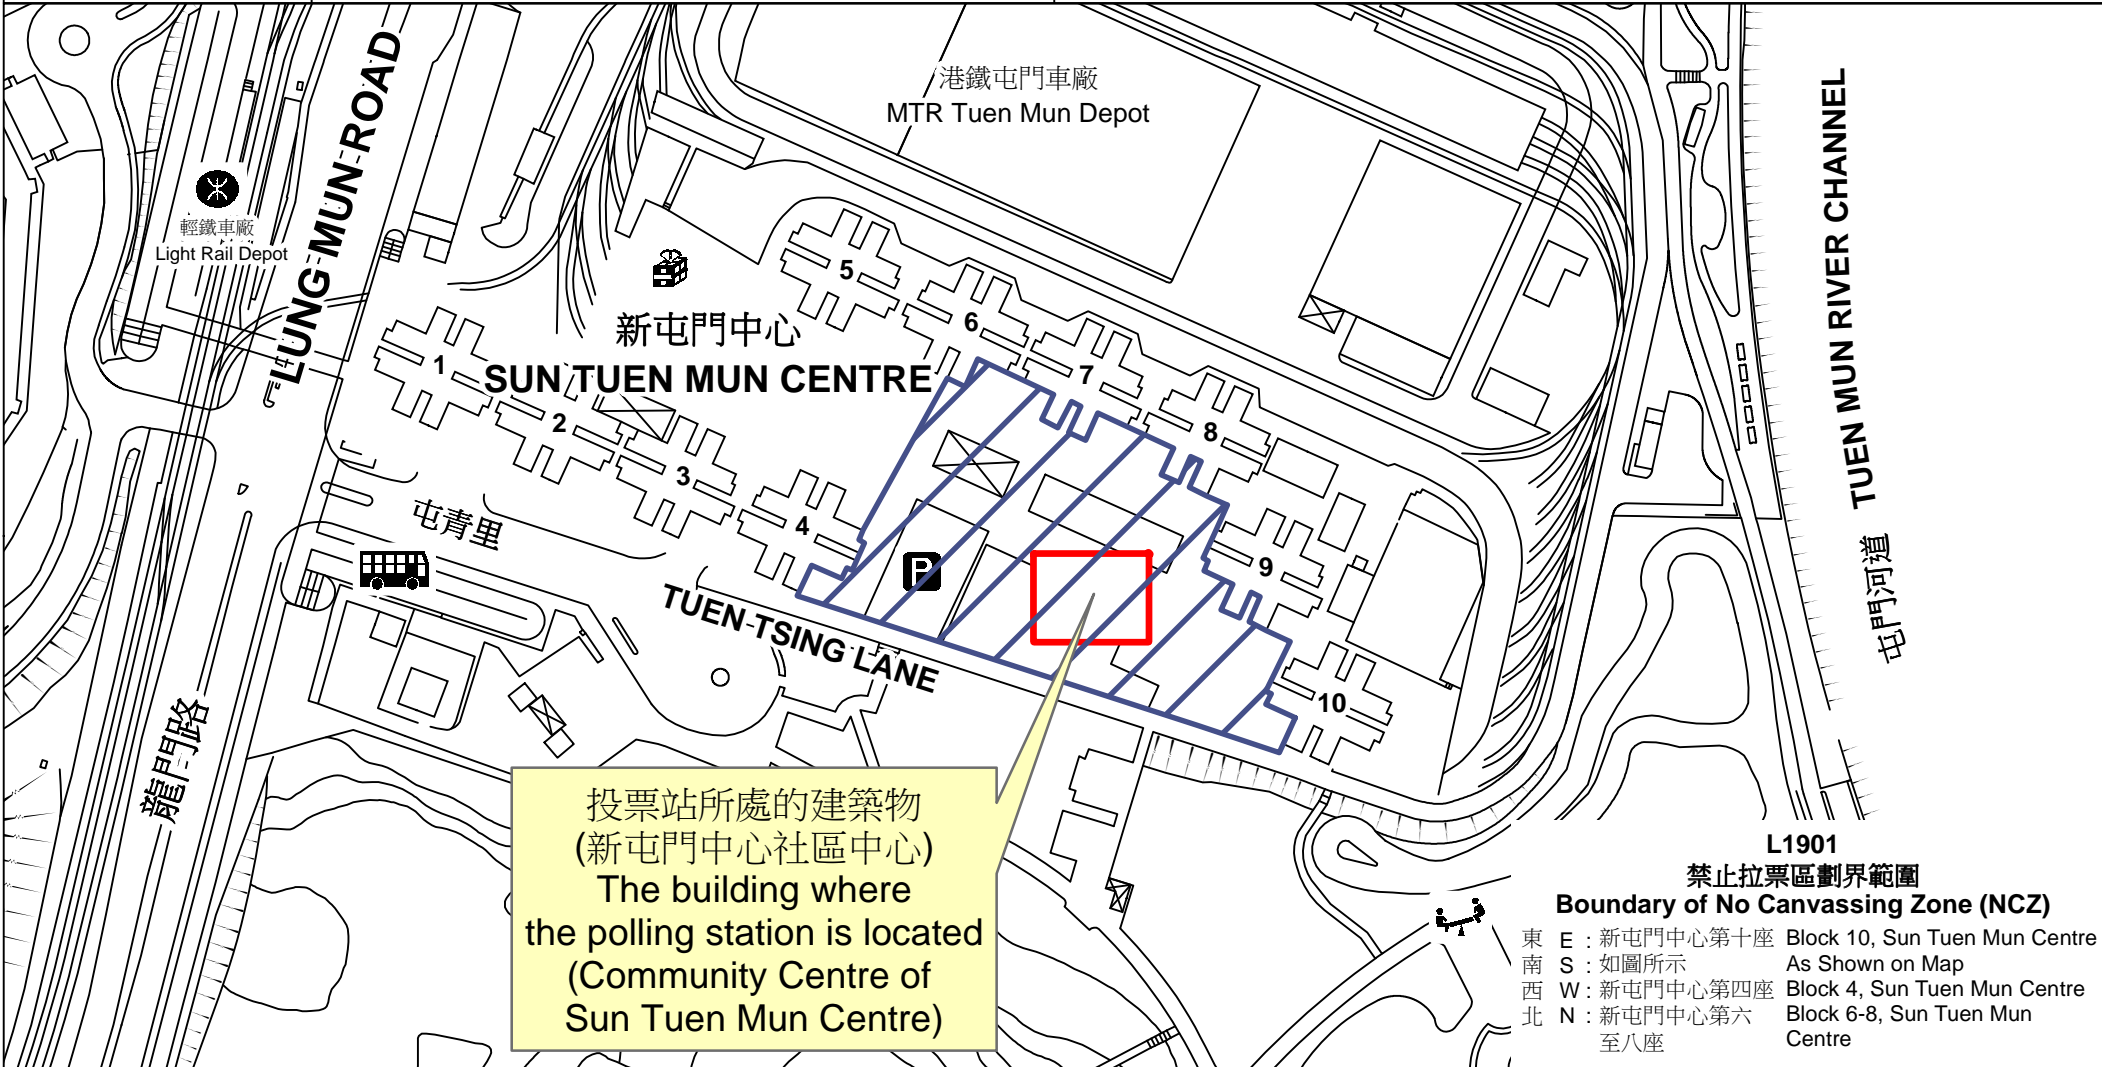 港鐵屯門車廠
MTR Tuen Mun Depot
LUNG MUN ROAD
輕鐵車廠
Light Rail Depot
TUEN MUN RIVER CHANNEL
屯門河道
新屯門中心
SUN TUEN MUN CENTRE
1
2
3
4
5
6
7
8
9
10
屯青里
TUEN TSING LANE
P
龍門路
投票站所處的建築物
(新屯門中心社區中心)
The building where
the polling station is located
(Community Centre of
Sun Tuen Mun Centre)
L1901
禁止拉票區劃界範圍
Boundary of No Canvassing Zone (NCZ)
東 E : 新屯門中心第十座 Block 10, Sun Tuen Mun Centre
南 S : 如圖所示 As Shown on Map
西 W : 新屯門中心第四座 Block 4, Sun Tuen Mun Centre
北 N : 新屯門中心第六 Block 6-8, Sun Tuen Mun
至八座 Centre